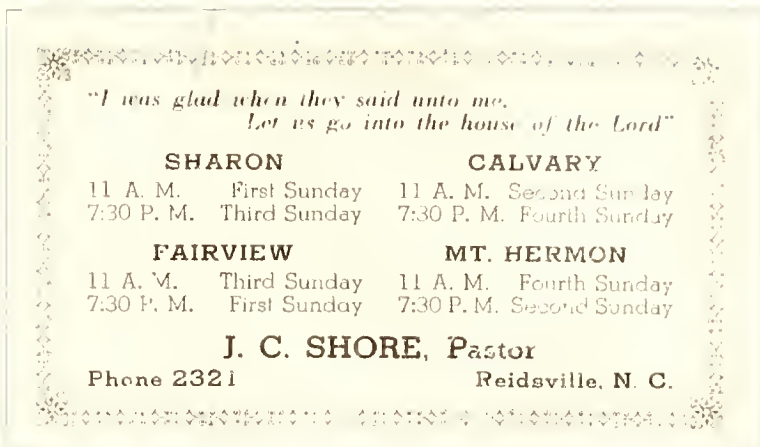 "I was glad when they said unto me,
Let us go into the house of the Lord"
SHARON
11 A. M. First Sunday
7:30 P. M. Third Sunday
CALVARY
11 A. M. Second Sunday
7:30 P. M. Fourth Sunday
FAIRVIEW
11 A. M. Third Sunday
7:30 P. M. First Sunday
MT. HERMON
11 A. M. Fourth Sunday
7:30 P. M. Second Sunday
J. C. SHORE, Pastor
Phone 2321
Reidsville, N. C.